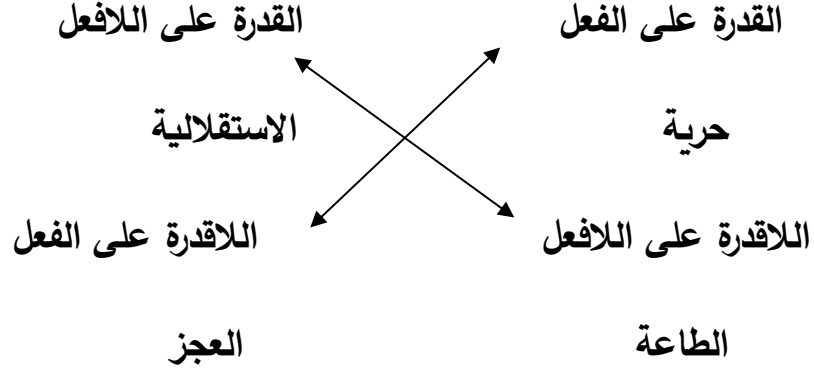 القدرة على الفعل القدرة على اللافعل
حرية الاستقلالية
اللاقدرة على اللافعل اللاقدرة على الفعل
الطاعة العجز